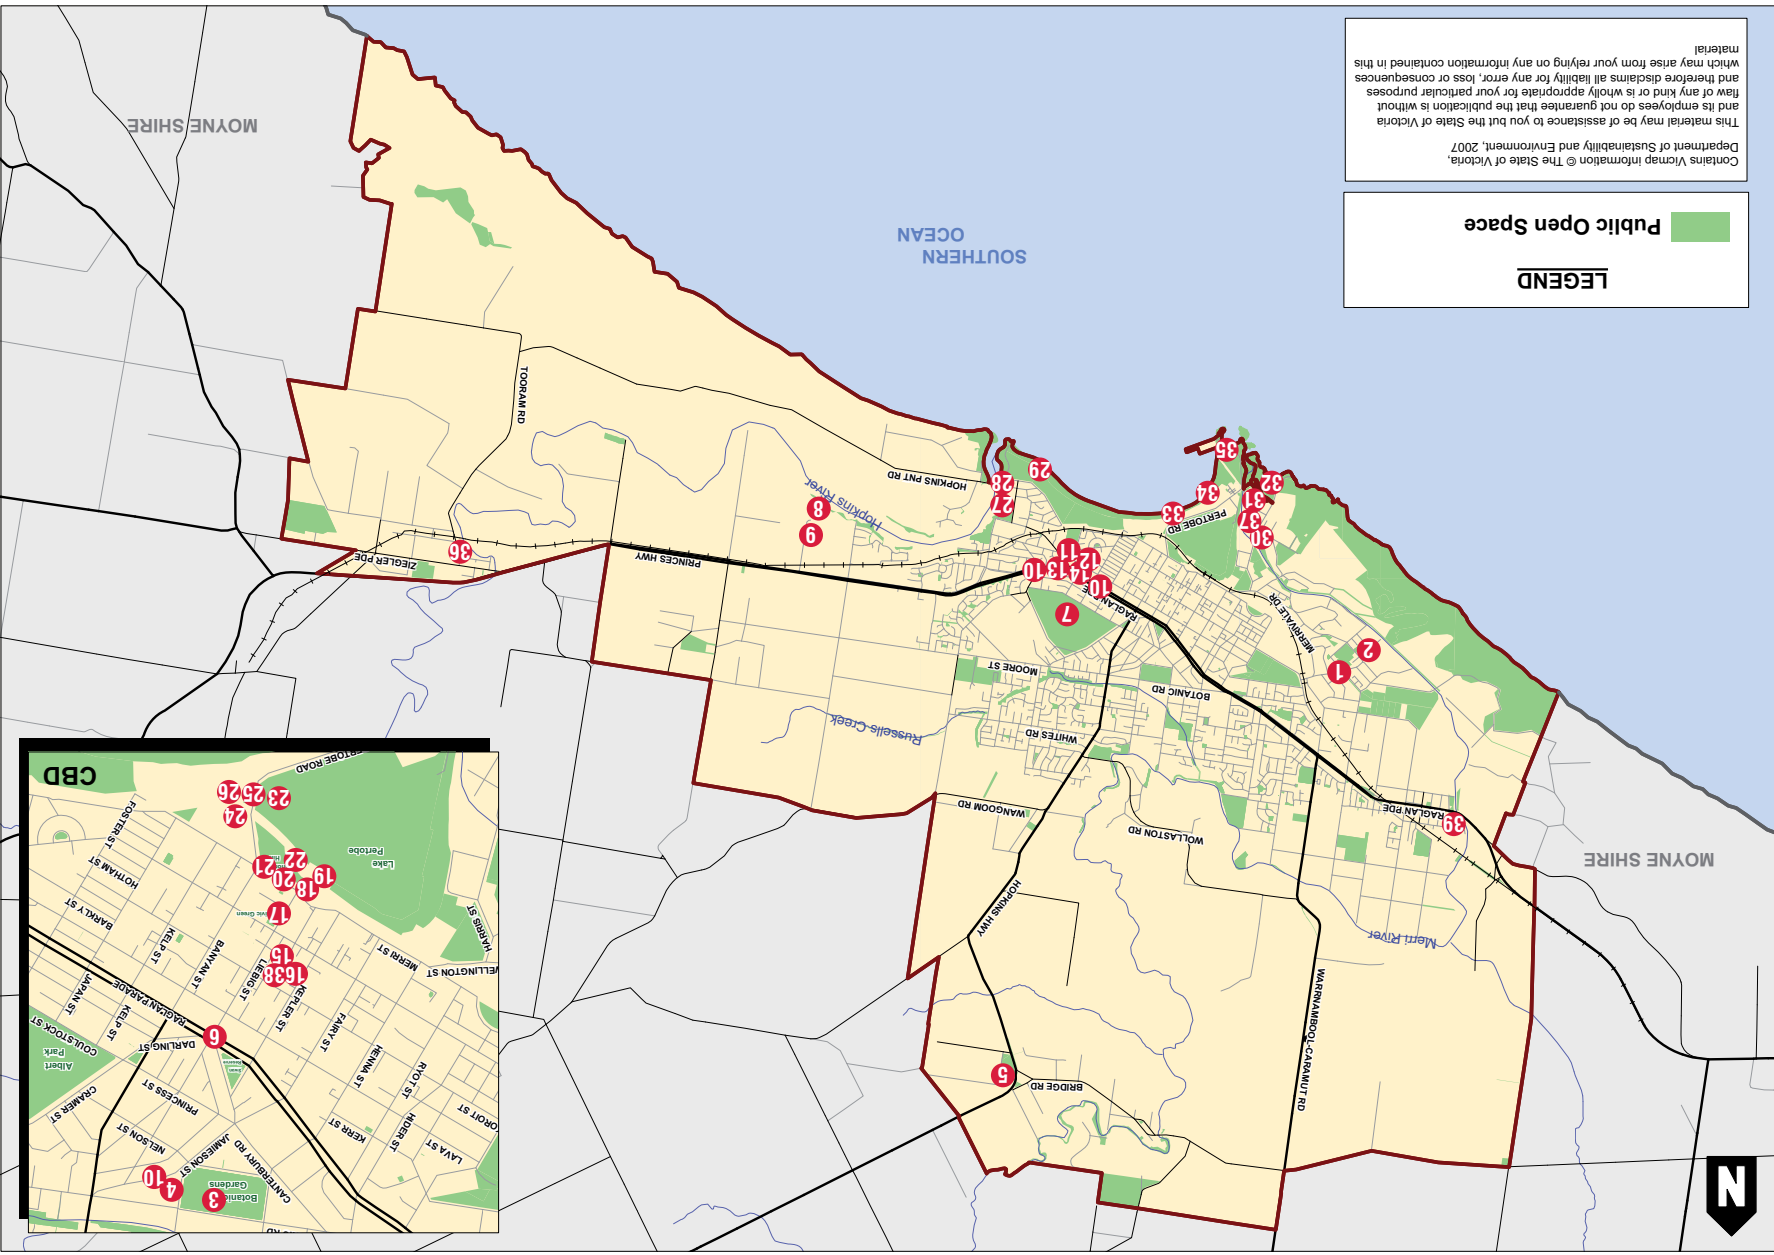 N
BRIDGE RD
5
WARRNAMBOOL-CARAMUT RD
HOPKINS HWY
Merri River
MOYNE SHIRE
WOLLASTON RD
39
RAGLAN PDE
WANGOOM RD
WHITES RD
Russells Creek
BOTANIC RD
MOORE ST
1
2
MERRIVALE DR
7
RAGLAN PDE
10
14
12
13
11
10
PRINCES HWY
ZIEGLER PDE
36
30
37
31
32
PERTOBE RD
33
34
35
27
28
29
9
8
Hopkins River
HOPKINS PNT RD
TOORAM RD
SOUTHERN
OCEAN
MOYNE SHIRE
3
Botanic
Gardens
4
10
CANTERBURY RD
JAMIESON ST
NELSON ST
LAVA ST
KERR ST
HIDER ST
PRINCESS ST
CRAMER ST
RYOT ST
HENNA ST
Albert
Park
COULSTOCK ST
DARLING ST
6
FAIRY ST
KELP ST
JAPAN ST
RAGLAN PARADE
KEPLER ST
LIEBIG ST
16
38
15
BANYAN ST
KELP ST
MERRI ST
HARRIS ST
BARKLY ST
17
HOTHAM ST
18
19
20
21
22
Lake
Pertobe
FOSTER ST
24
23
25
26
CBD
LEGEND
Public Open Space
Contains Vicmap information © The State of Victoria,
Department of Sustainability and Environment, 2007
This material may be of assistance to you but the State of Victoria
and its employees do not guarantee that the publication is without
flaw of any kind or is wholly appropriate for your particular purposes
and therefore disclaims all liability for any error, loss or consequences
which may arise from your relying on any information contained in this
material